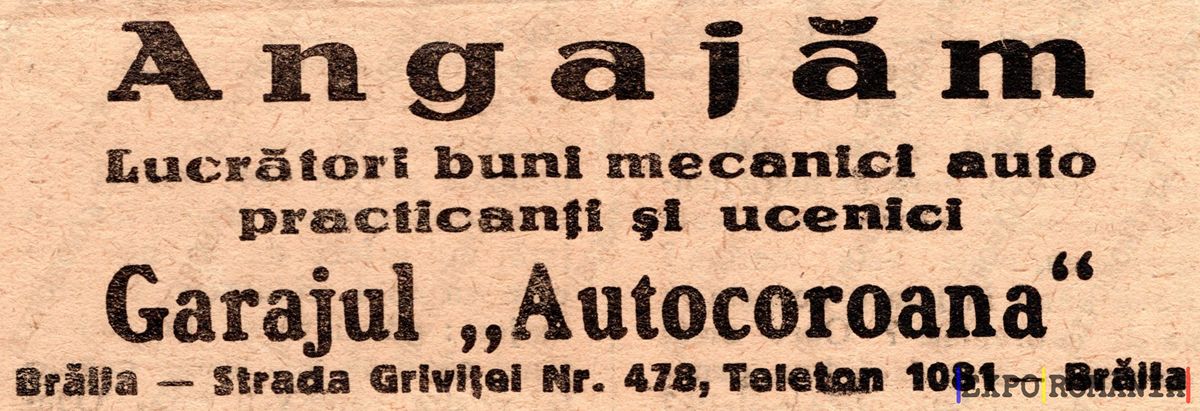 Angajăm
Lucrători buni mecanici auto
practicanţi şi ucenici
Garajul „Autocoroana“
Brăila — Strada Griviţei Nr. 478, Telefon 1081 Brăila
EXPO ROMANIA